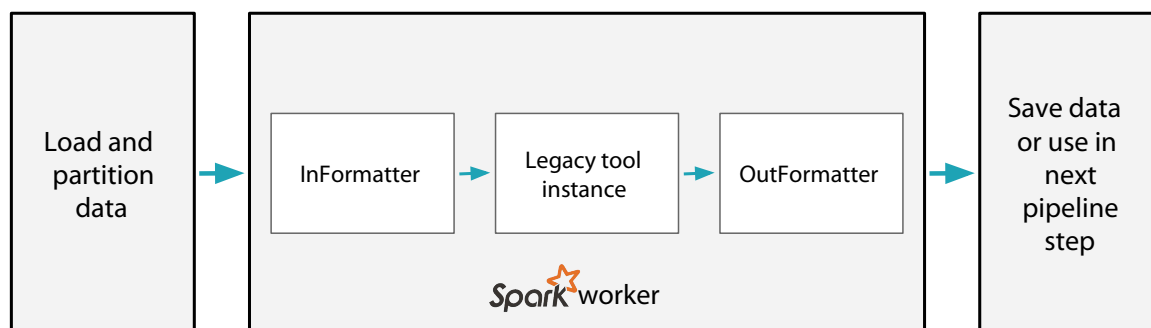 Load and
partition
data
InFormatter
Legacy tool
instance
OutFormatter
Spark worker
Save data
or use in
next
pipeline
step